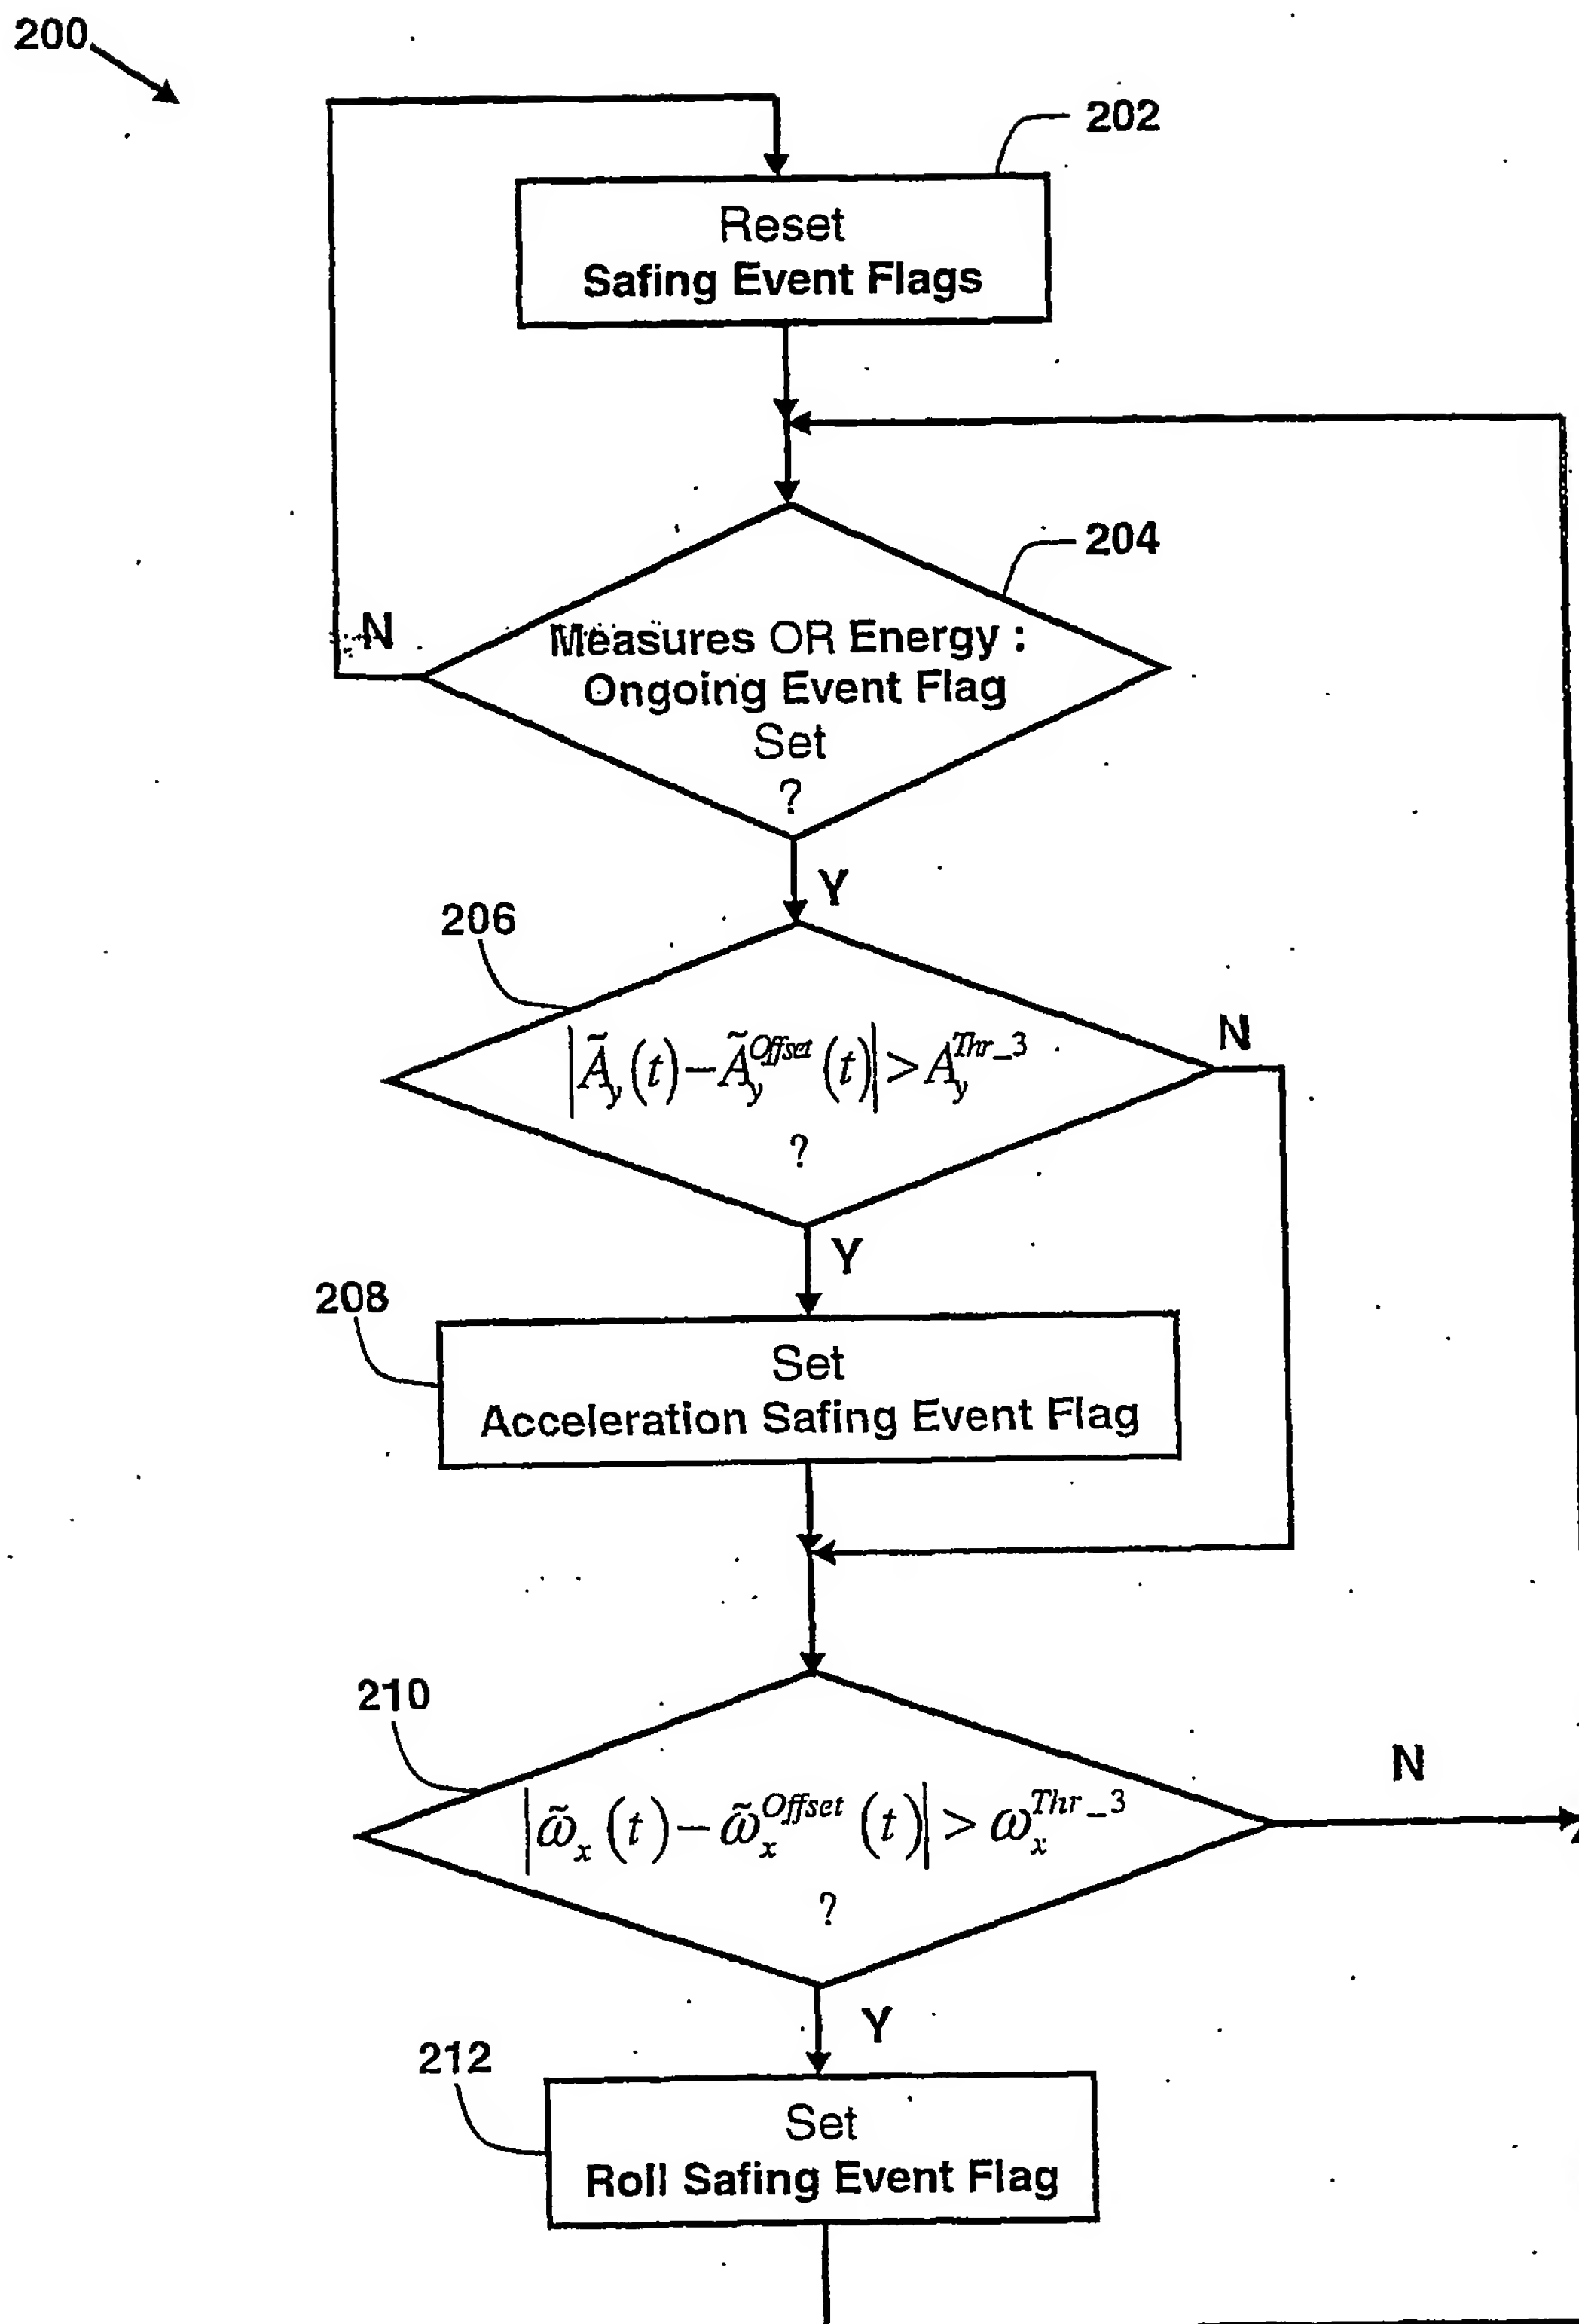 200
202
Reset
Safing Event Flags
204
N
Measures OR Energy :
Ongoing Event Flag
Set
?
Y
206
N
|Ã_y(t)−Ã_y^Offset(t)|>A_y^Thr_3
?
Y
208
Set
Acceleration Safing Event Flag
210
N
|ω̃_x(t)−ω̃_x^Offset(t)|>ω_x^Thr_3
?
Y
212
Set
Roll Safing Event Flag